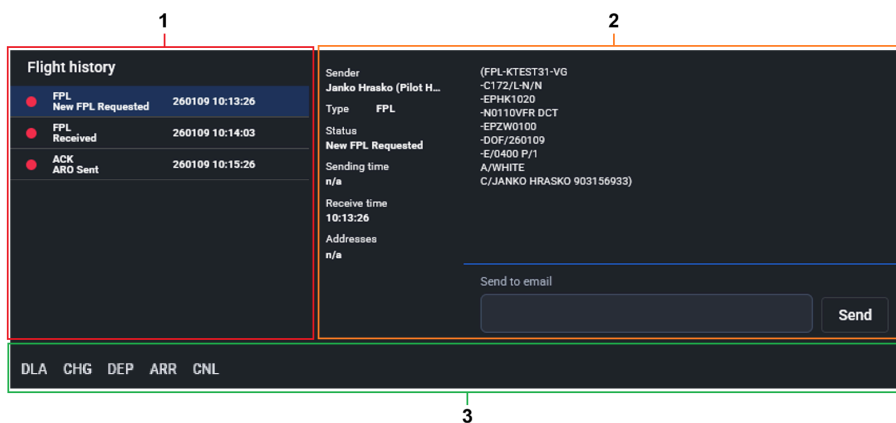 1
2
Flight history
FPL
New FPL Requested
260109 10:13:26
FPL
Received
260109 10:14:03
ACK
ARO Sent
260109 10:15:26
Sender
Janko Hrasko (Pilot H...
Type FPL
Status
New FPL Requested
Sending time
n/a
Receive time
10:13:26
Addresses
n/a
(FPL-KTEST31-VG
-C172/L-N/N
-EPHK1020
-N0110VFR DCT
-EPZW0100
-DOF/260109
-E/0400 P/1
A/WHITE
C/JANKO HRASKO 903156933)
Send to email
Send
DLA CHG DEP ARR CNL
3